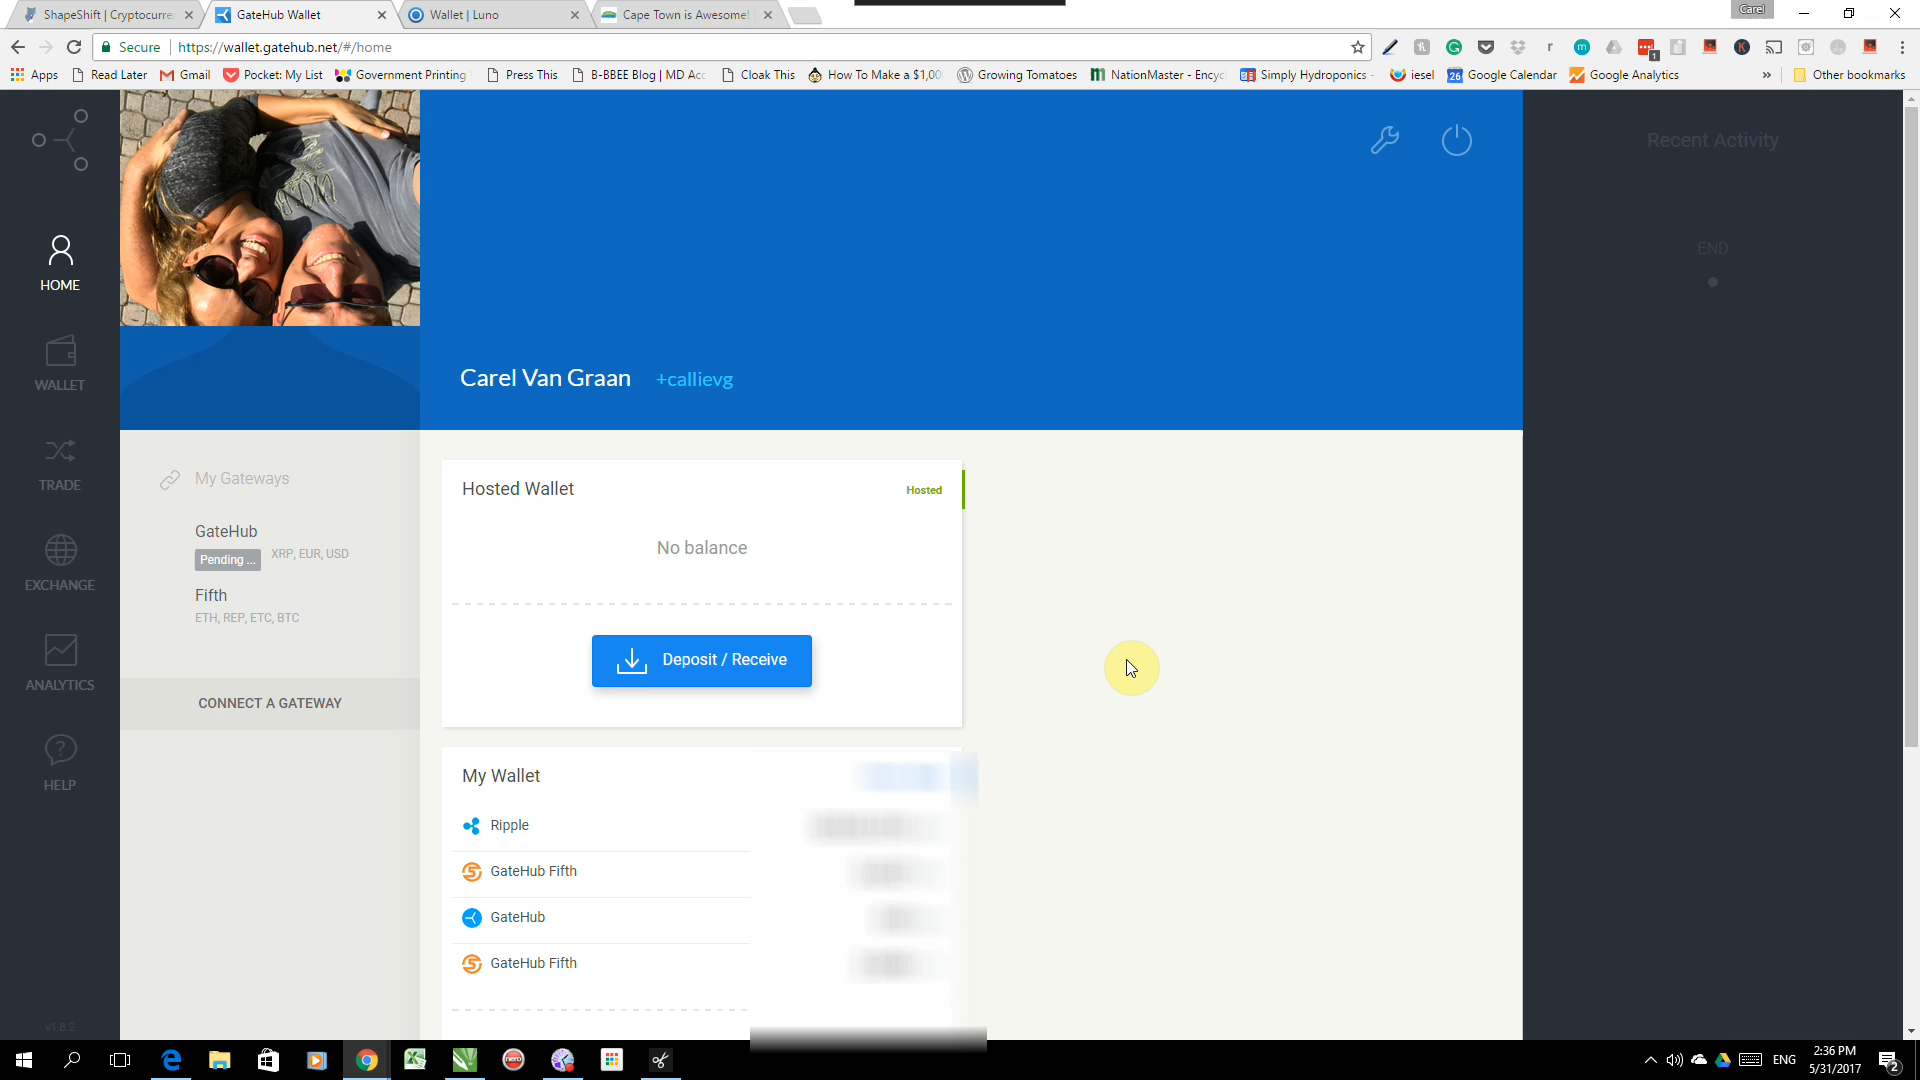 ShapeShift | Cryptocurre
GateHub Wallet
Wallet | Luno
Cape Town is Awesome!
Carel
Secure
https://wallet.gatehub.net/#/home
Apps
Read Later
Gmail
Pocket: My List
Government Printing
Press This
B-BBEE Blog | MD Acc
Cloak This
How To Make a $1,00
Growing Tomatoes
NationMaster - Encyc
Simply Hydroponics -
iesel
26 Google Calendar
Google Analytics
»
Other bookmarks
HOME
WALLET
TRADE
EXCHANGE
ANALYTICS
HELP
v1.8.2
Carel Van Graan +callievg
My Gateways
GateHub
Pending ... XRP, EUR, USD
Fifth
ETH, REP, ETC, BTC
CONNECT A GATEWAY
Hosted Wallet
Hosted
No balance
Deposit / Receive
My Wallet
Ripple
GateHub Fifth
GateHub
GateHub Fifth
Recent Activity
END
ENG
2:36 PM
5/31/2017
2